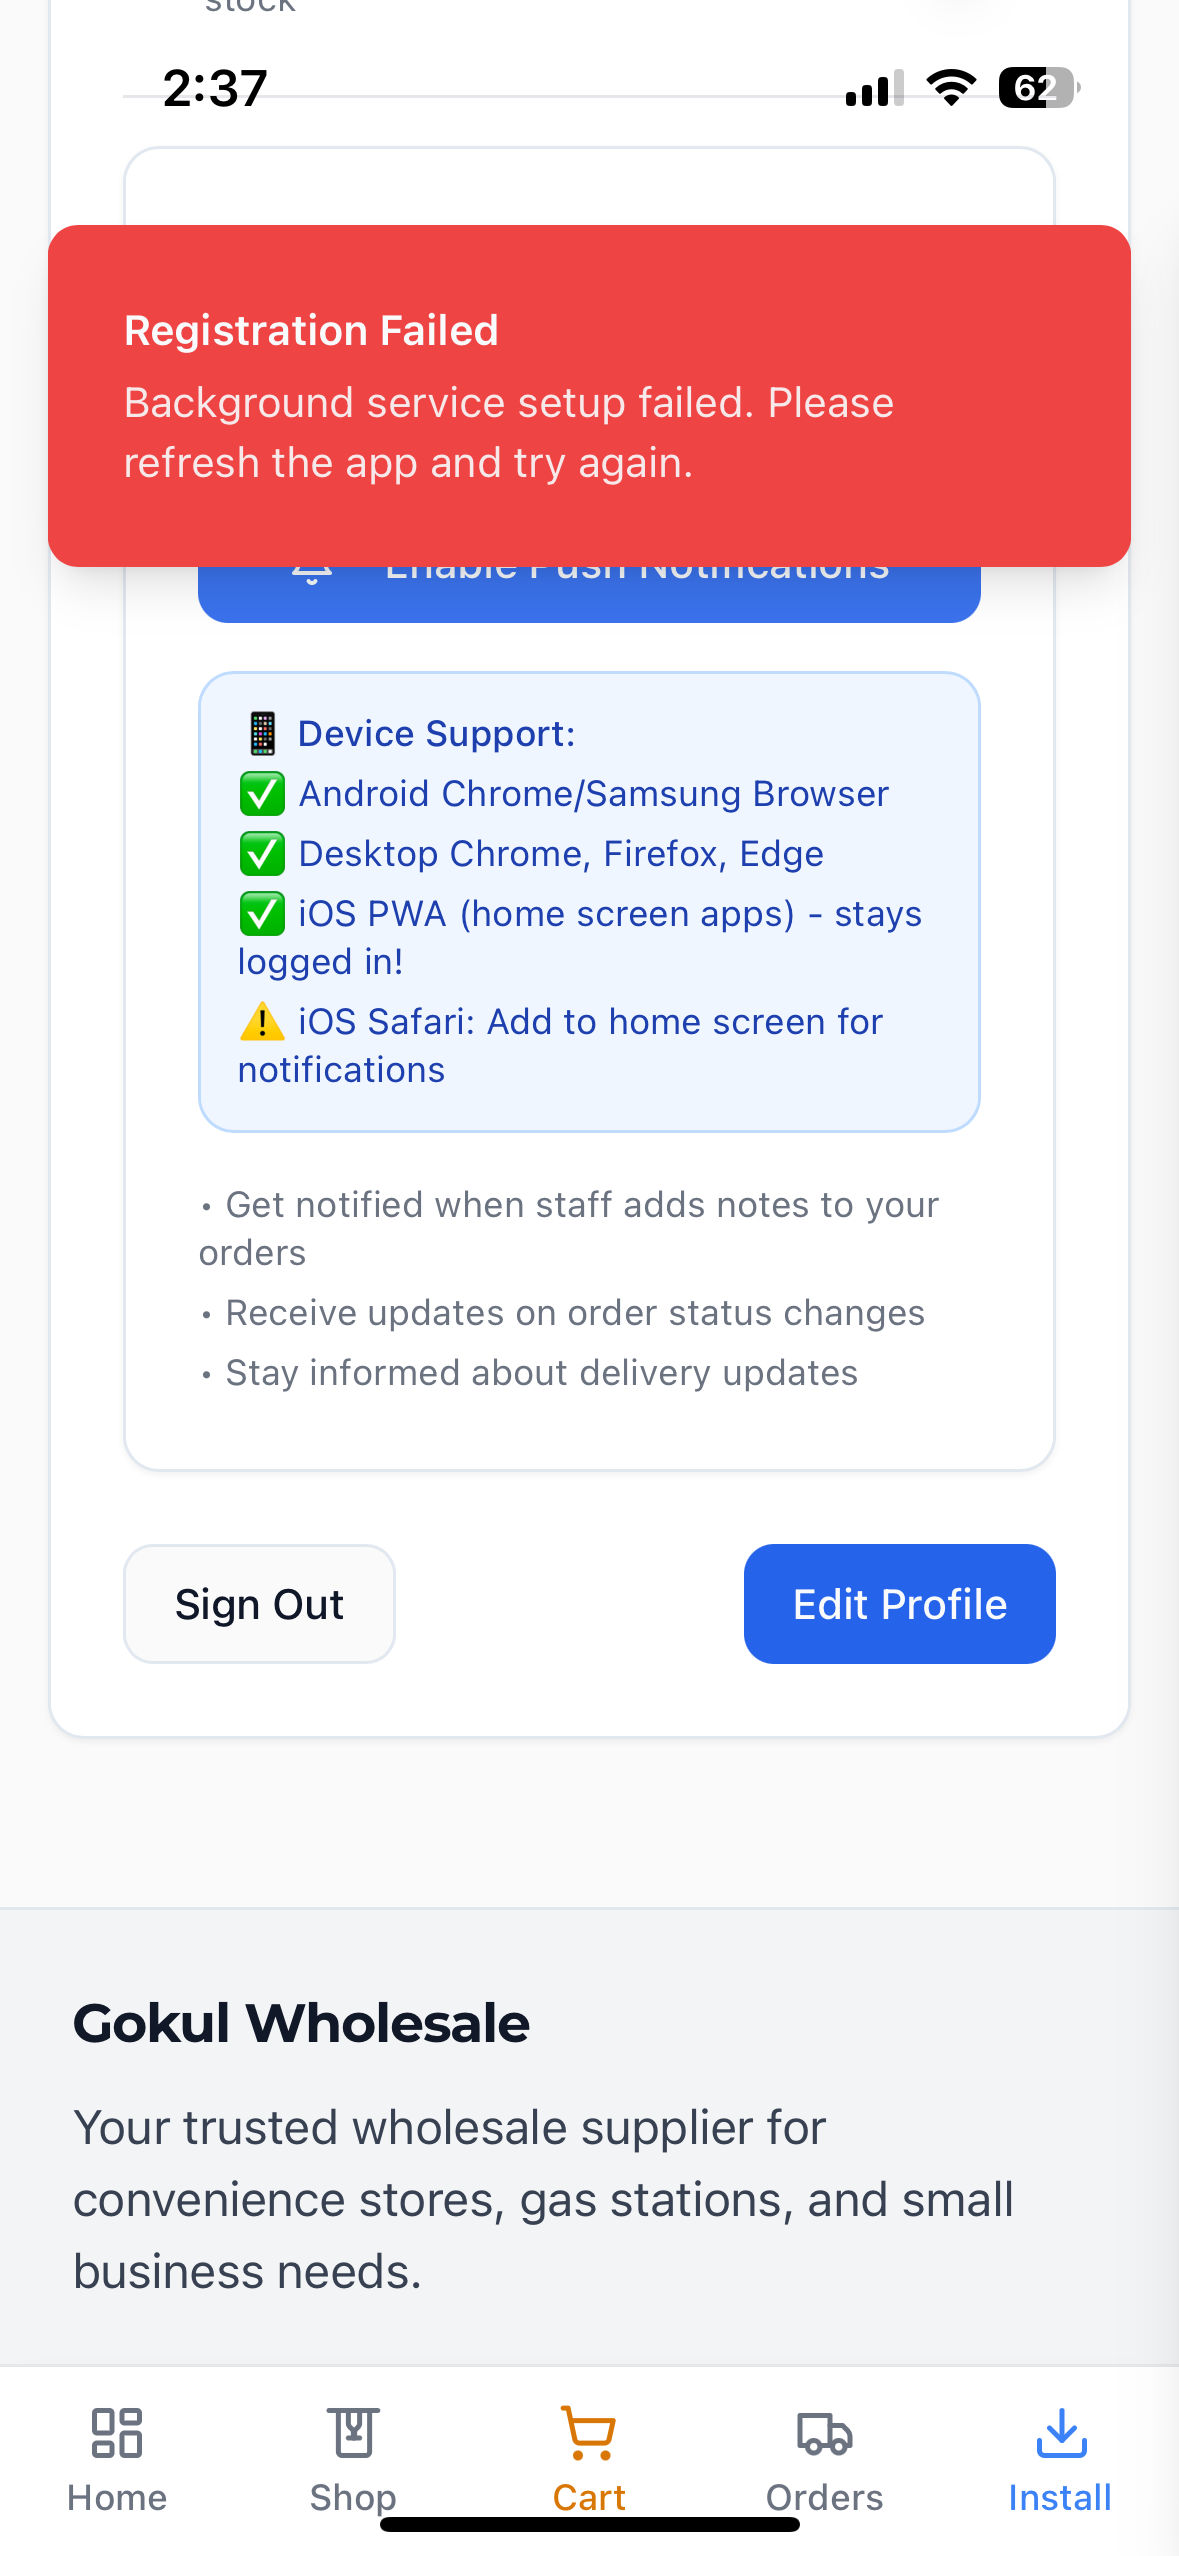 stock
2:37
62
Registration Failed
Background service setup failed. Please
refresh the app and try again.
Enable Push Notifications
Device Support:
Android Chrome/Samsung Browser
Desktop Chrome, Firefox, Edge
iOS PWA (home screen apps) - stays
logged in!
iOS Safari: Add to home screen for
notifications
• Get notified when staff adds notes to your
orders
• Receive updates on order status changes
• Stay informed about delivery updates
Sign Out
Edit Profile
Gokul Wholesale
Your trusted wholesale supplier for
convenience stores, gas stations, and small
business needs.
Home
Shop
Cart
Orders
Install